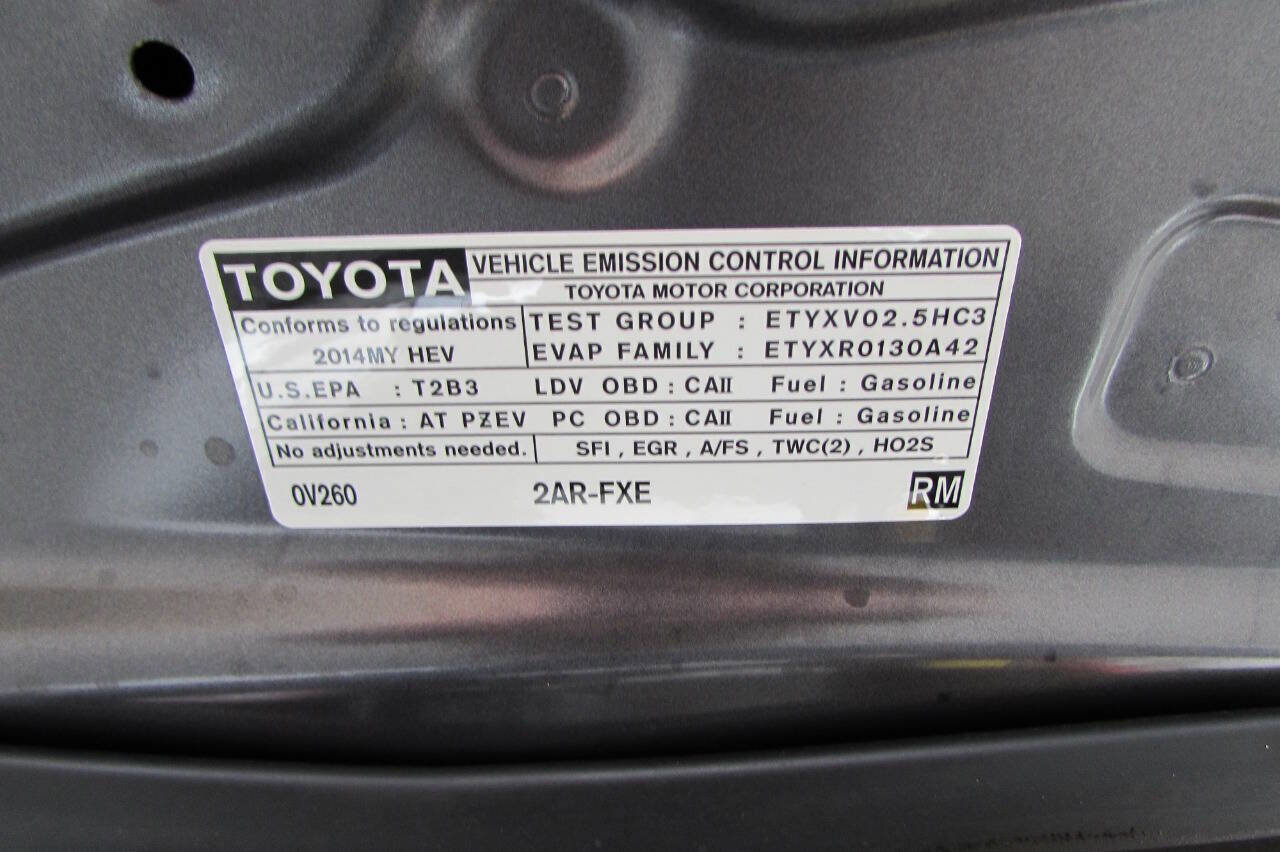 TOYOTA VEHICLE EMISSION CONTROL INFORMATION
TOYOTA MOTOR CORPORATION
Conforms to regulations TEST GROUP : ETYXV02.5HC3
2014MY HEV EVAP FAMILY : ETYXR0130A42
U.S.EPA : T2B3 LDV OBD : CAII Fuel : Gasoline
California : AT PZEV PC OBD : CAII Fuel : Gasoline
No adjustments needed. SFI , EGR , A/FS , TWC(2) , HO2S
0V260 2AR-FXE RM